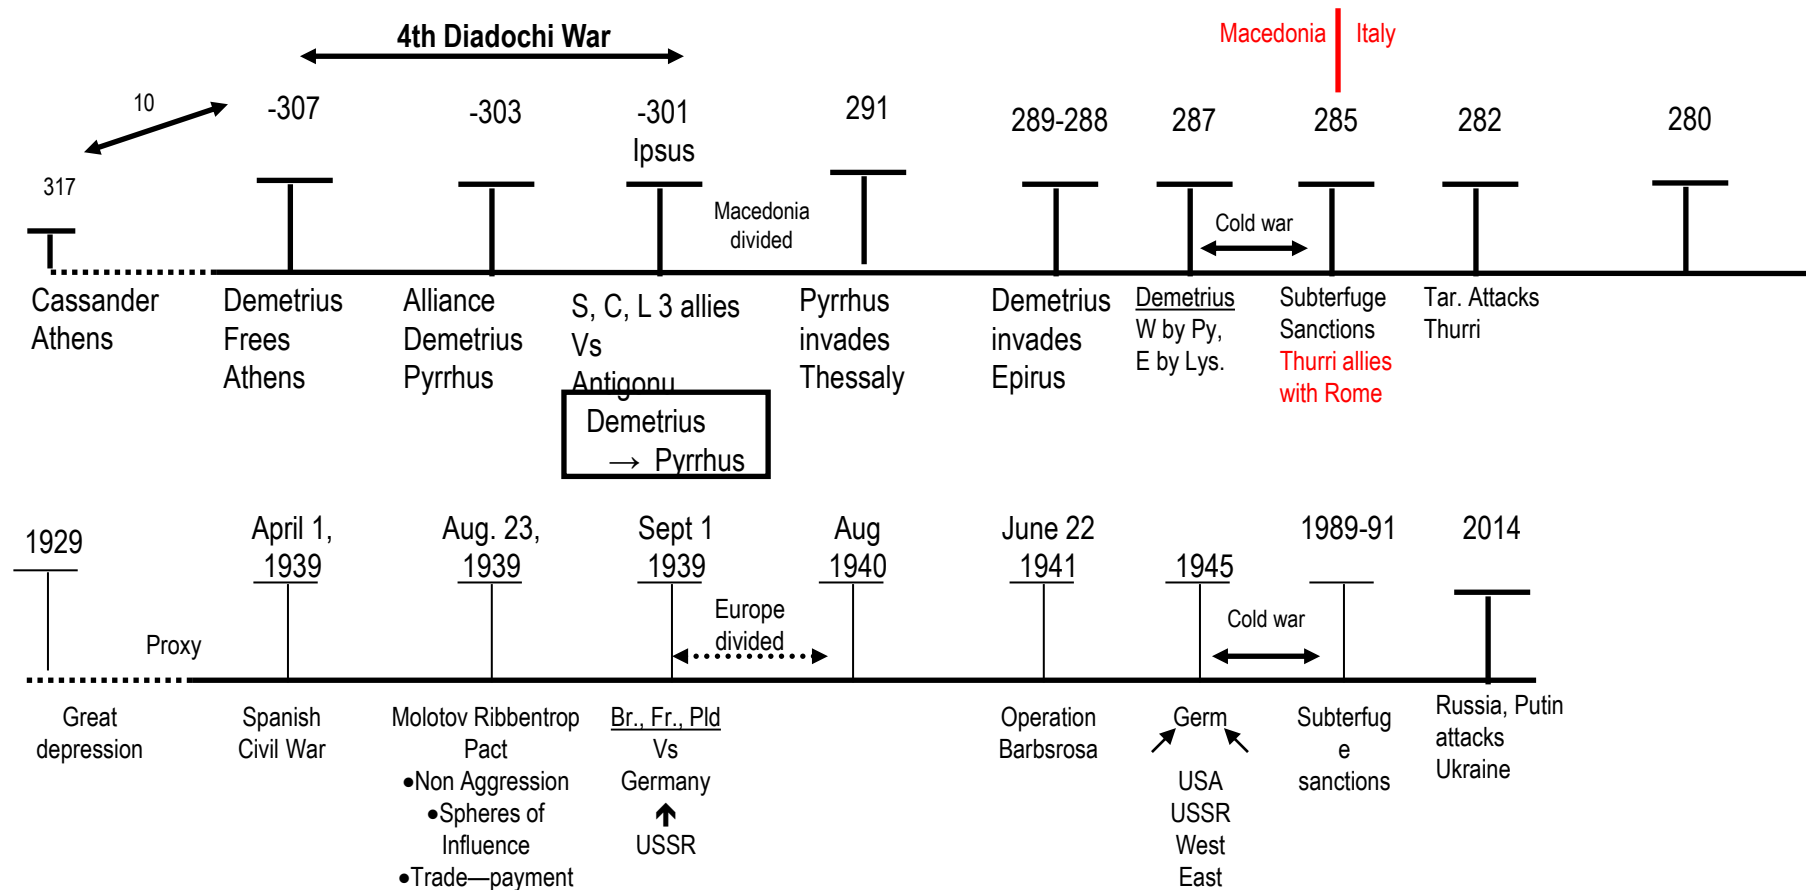 4th Diadochi War
Macedonia
Italy
10
-307
-303
-301
Ipsus
291
289-288
287
285
282
280
317
Macedonia
divided
Cold war
Cassander
Athens
Demetrius
Frees
Athens
Alliance
Demetrius
Pyrrhus
S, C, L 3 allies
Vs
Antigonu
Demetrius
→ Pyrrhus
Pyrrhus
invades
Thessaly
Demetrius
invades
Epirus
Demetrius
W by Py,
E by Lys.
Subterfuge
Sanctions
Thurri allies
with Rome
Tar. Attacks
Thurri
1929
April 1,
1939
Aug. 23,
1939
Sept 1
1939
Aug
1940
June 22
1941
1945
1989-91
2014
Proxy
Europe
divided
Cold war
Great
depression
Spanish
Civil War
Molotov Ribbentrop
Pact
•Non Aggression
•Spheres of
Influence
•Trade—payment
Br., Fr., Pld
Vs
Germany
USSR
Operation
Barbsrosa
Germ
USA
USSR
West
East
Subterfug
e
sanctions
Russia, Putin
attacks
Ukraine